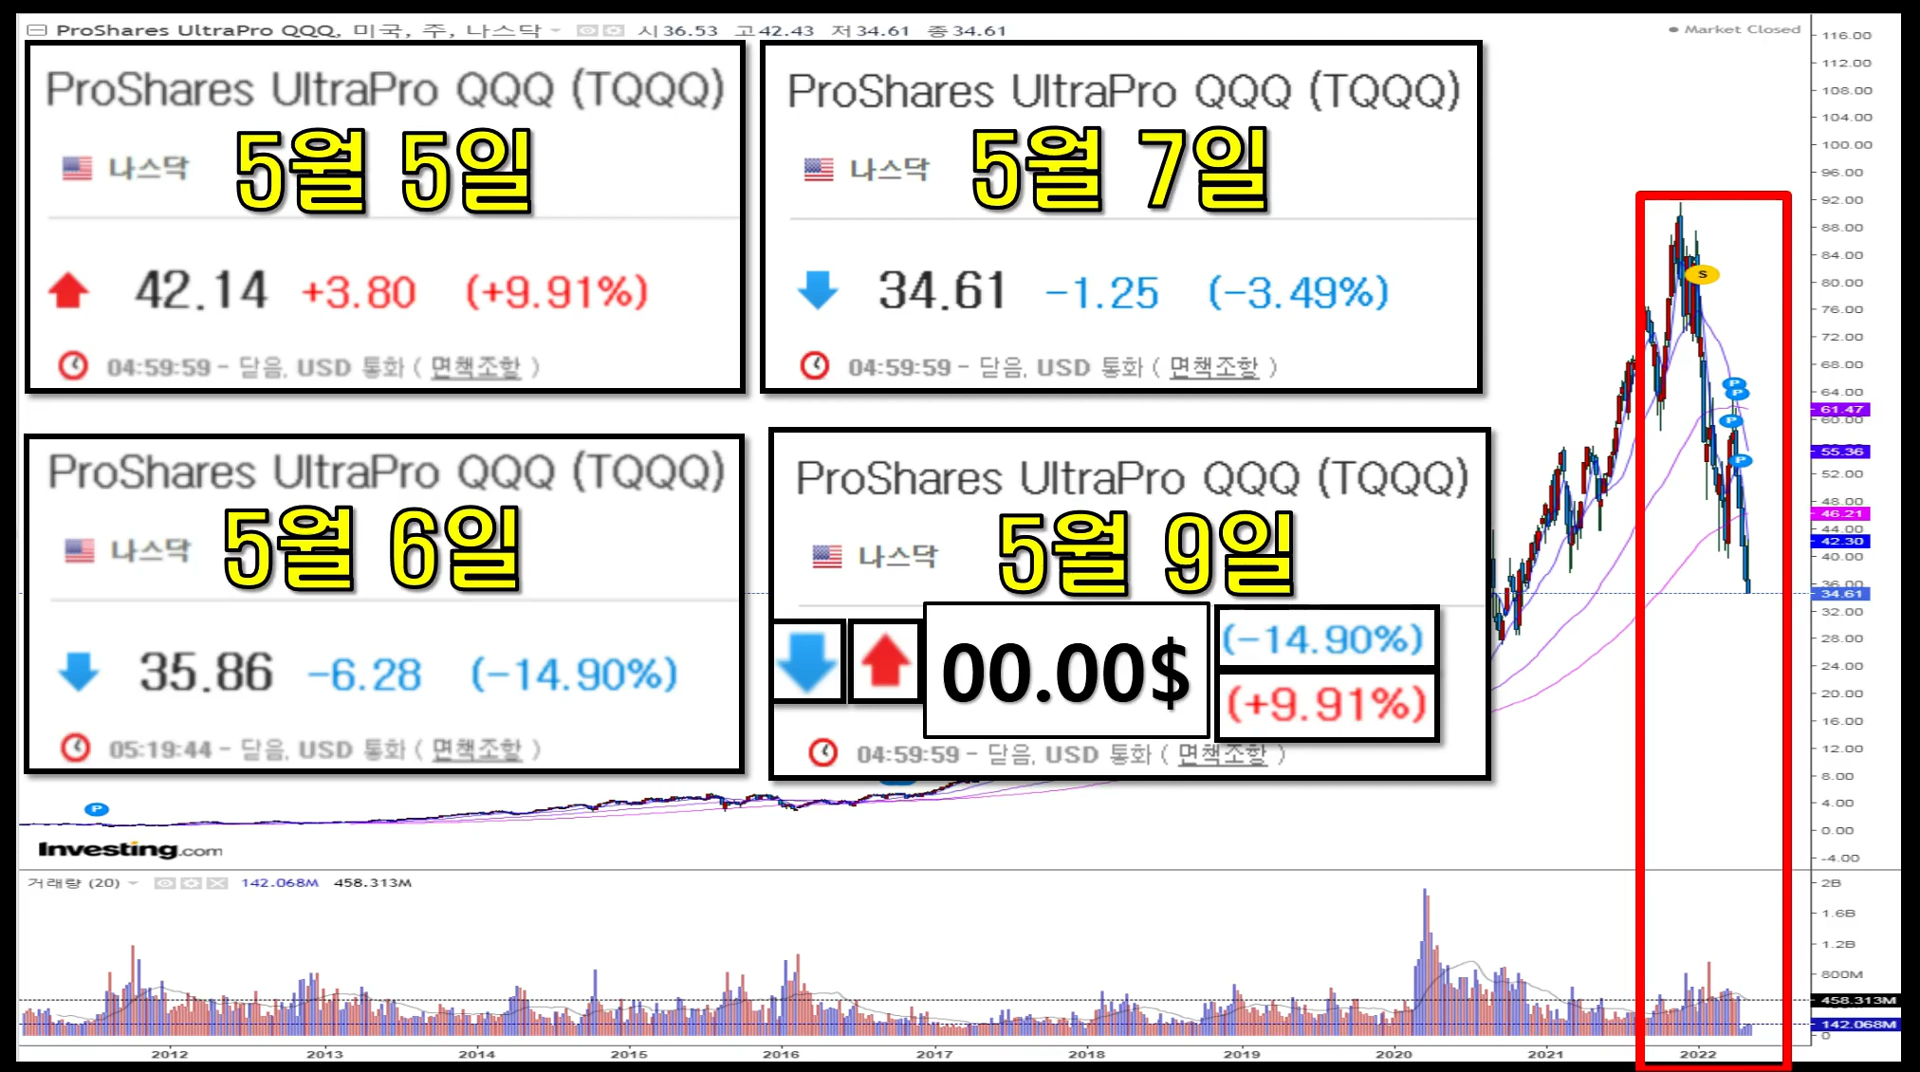 ProShares UltraPro QQQ, 미국, 주, 나스닥 시36.53 고42.43 저34.61 종34.61
Market Closed
ProShares UltraPro QQQ (TQQQ)
나스닥 5월 5일
42.14 +3.80 (+9.91%)
04:59:59 - 닫음. USD 통화 ( 면책조항 )
ProShares UltraPro QQQ (TQQQ)
나스닥 5월 7일
34.61 -1.25 (-3.49%)
04:59:59 - 닫음. USD 통화 ( 면책조항 )
ProShares UltraPro QQQ (TQQQ)
나스닥 5월 6일
35.86 -6.28 (-14.90%)
05:19:44 - 닫음. USD 통화 ( 면책조항 )
ProShares UltraPro QQQ (TQQQ)
나스닥 5월 9일
00.00$ (-14.90%)
(+9.91%)
04:59:59 - 닫음. USD 통화 ( 면책조항 )
S
P
P
P
P
P
116.00
112.00
108.00
104.00
100.00
96.00
92.00
88.00
84.00
80.00
76.00
72.00
68.00
64.00
61.47
60.00
55.36
52.00
48.00
46.21
44.00
42.30
40.00
36.00
34.61
32.00
28.00
24.00
20.00
16.00
12.00
8.00
4.00
0.00
-4.00
Investing.com
거래량 (20) 142.068M 458.313M
2B
1.6B
1.2B
800M
458.313M
142.068M
0
2012 2013 2014 2015 2016 2017 2018 2019 2020 2021 2022